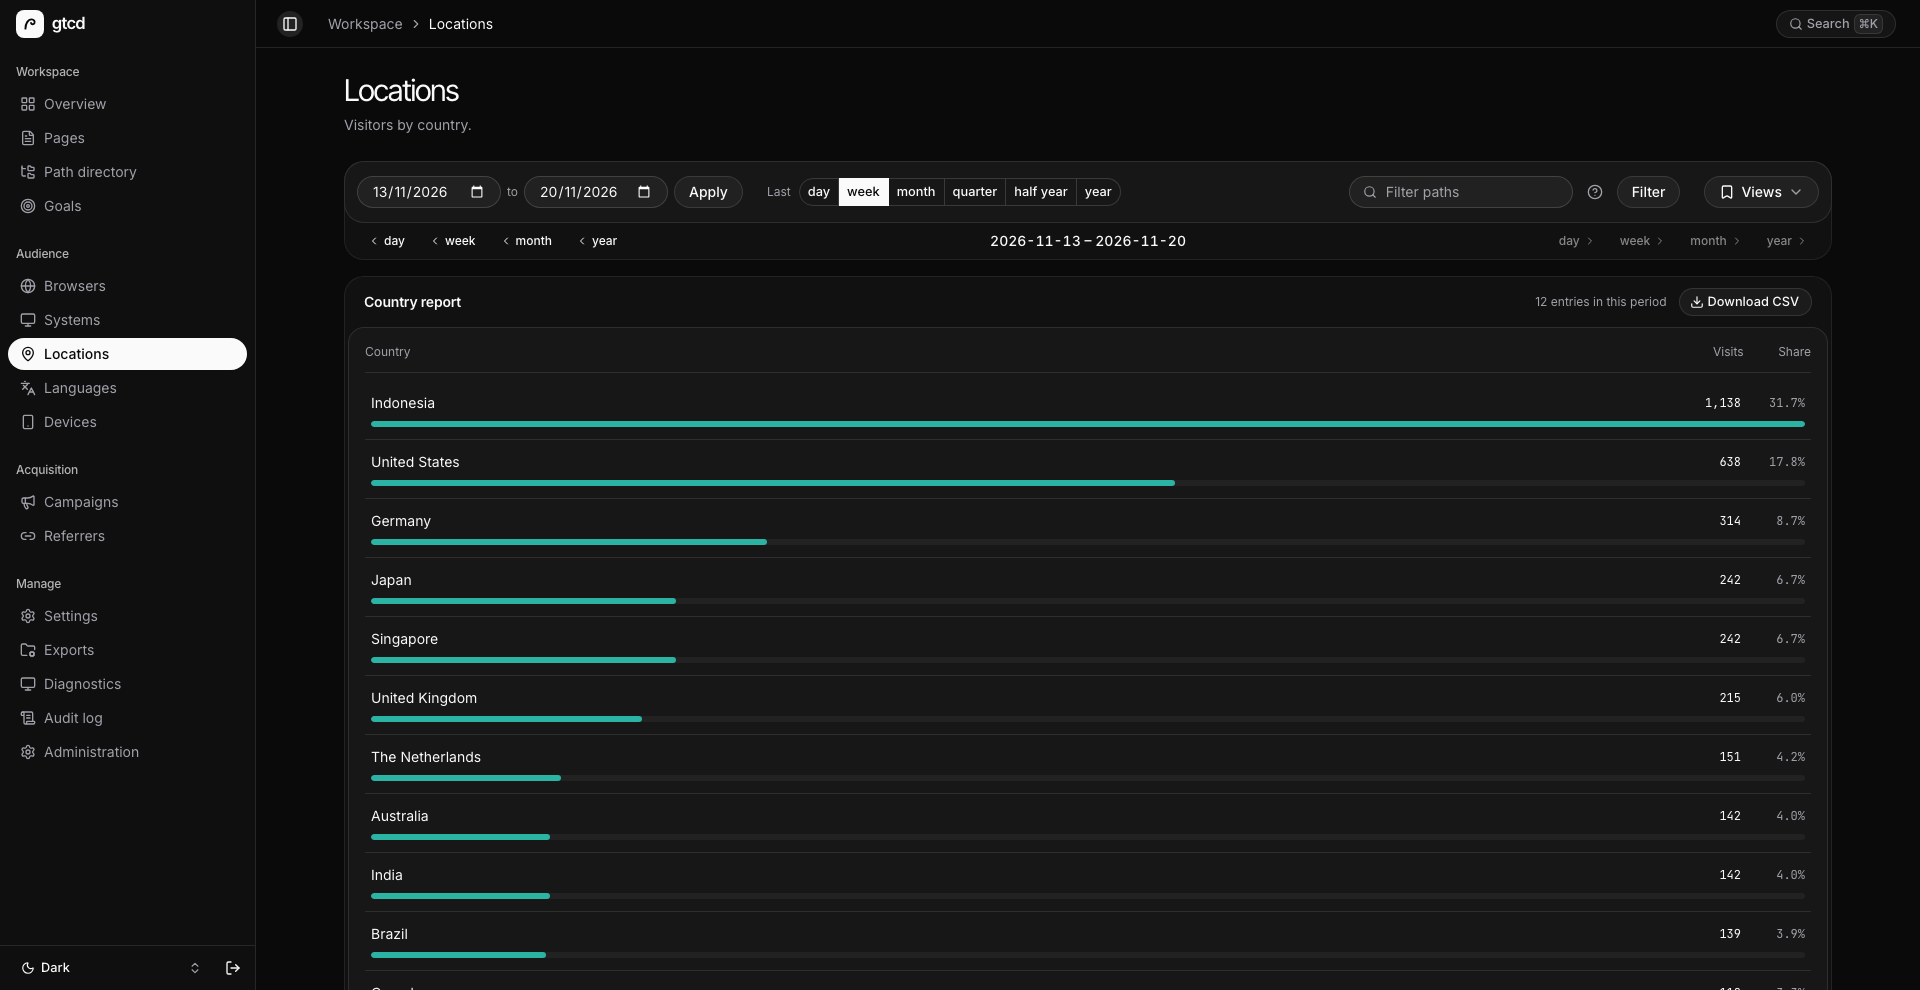 gtcd
Workspace
Overview
Pages
Path directory
Goals
Audience
Browsers
Systems
Locations
Languages
Devices
Acquisition
Campaigns
Referrers
Manage
Settings
Exports
Diagnostics
Audit log
Administration
Dark
Workspace > Locations
Search ⌘K
Locations
Visitors by country.
13/11/2026 to 20/11/2026 Apply Last day week month quarter half year year Filter paths Filter Views
day week month year 2026-11-13 – 2026-11-20 day week month year
Country report 12 entries in this period Download CSV
Country Visits Share
Indonesia 1,138 31.7%
United States 638 17.8%
Germany 314 8.7%
Japan 242 6.7%
Singapore 242 6.7%
United Kingdom 215 6.0%
The Netherlands 151 4.2%
Australia 142 4.0%
India 142 4.0%
Brazil 139 3.9%